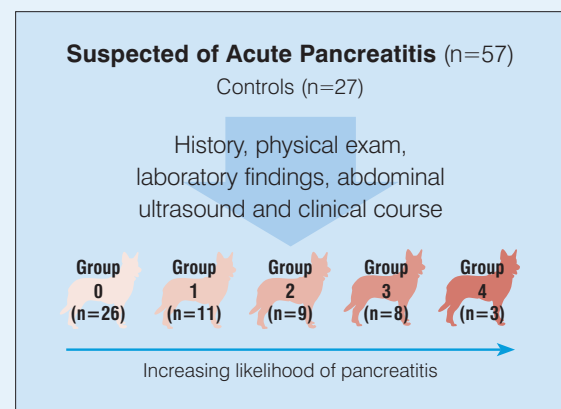 Suspected of Acute Pancreatitis (n=57)
Controls (n=27)
History, physical exam,
laboratory findings, abdominal
ultrasound and clinical course
Group
0
(n=26)
Group
1
(n=11)
Group
2
(n=9)
Group
3
(n=8)
Group
4
(n=3)
Increasing likelihood of pancreatitis